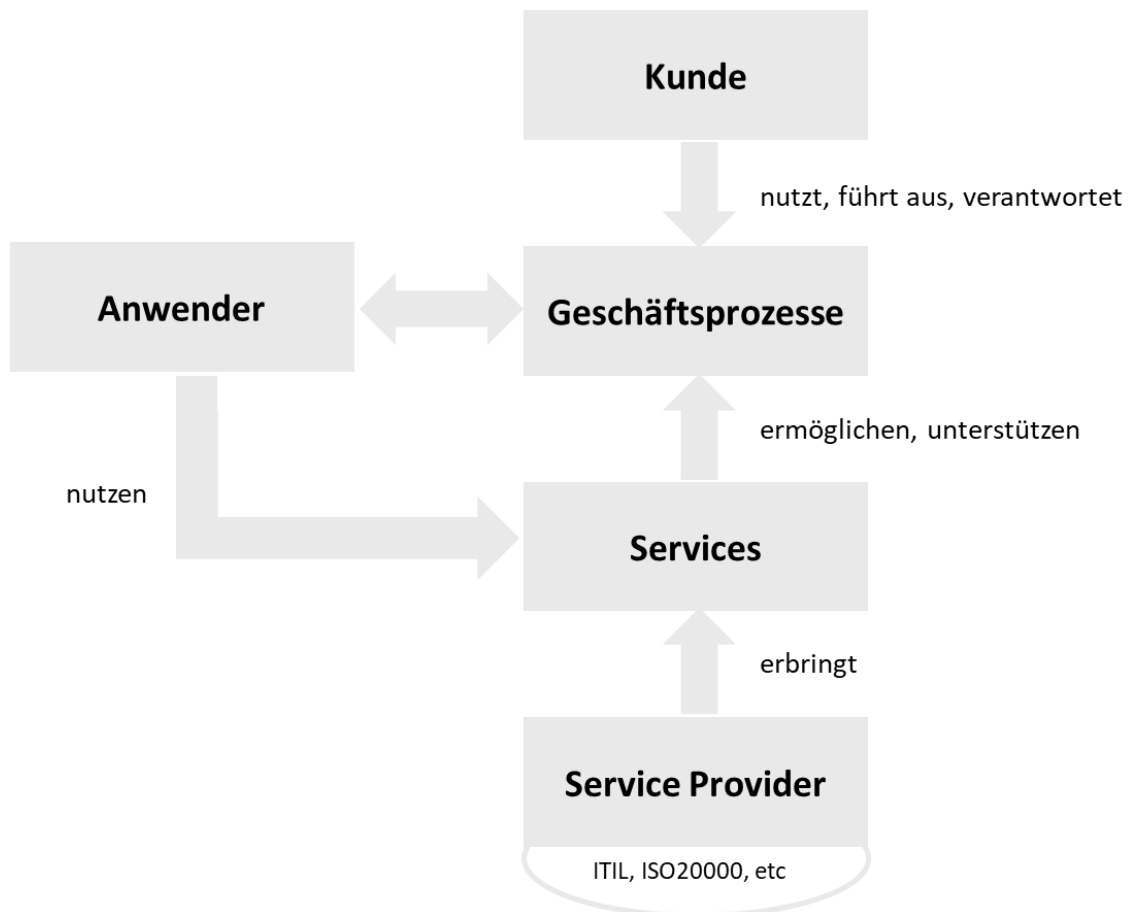 Kunde
nutzt, führt aus, verantwortet
Anwender
Geschäftsprozesse
ermöglichen, unterstützen
nutzen
Services
erbringt
Service Provider
ITIL, ISO20000, etc